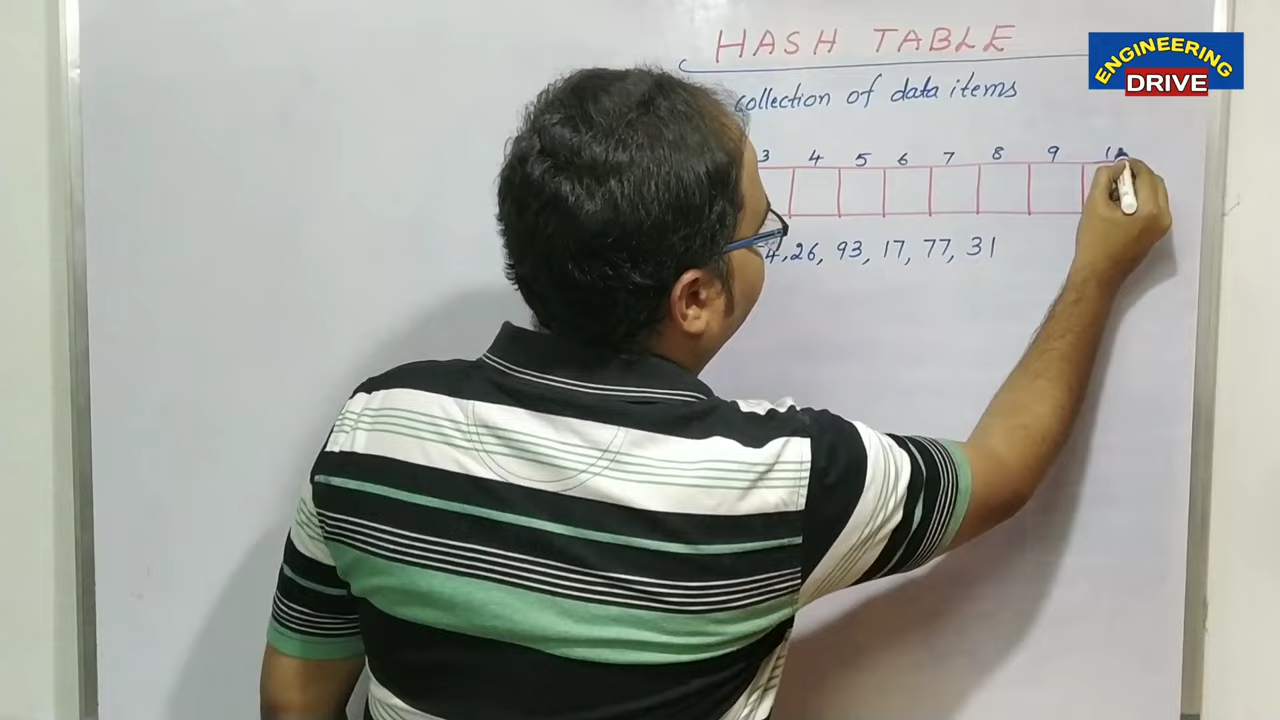 HASH TABLE
ENGINEERING
DRIVE
collection of data items
3 4 5 6 7 8 9
4, 26, 93, 17, 77, 31